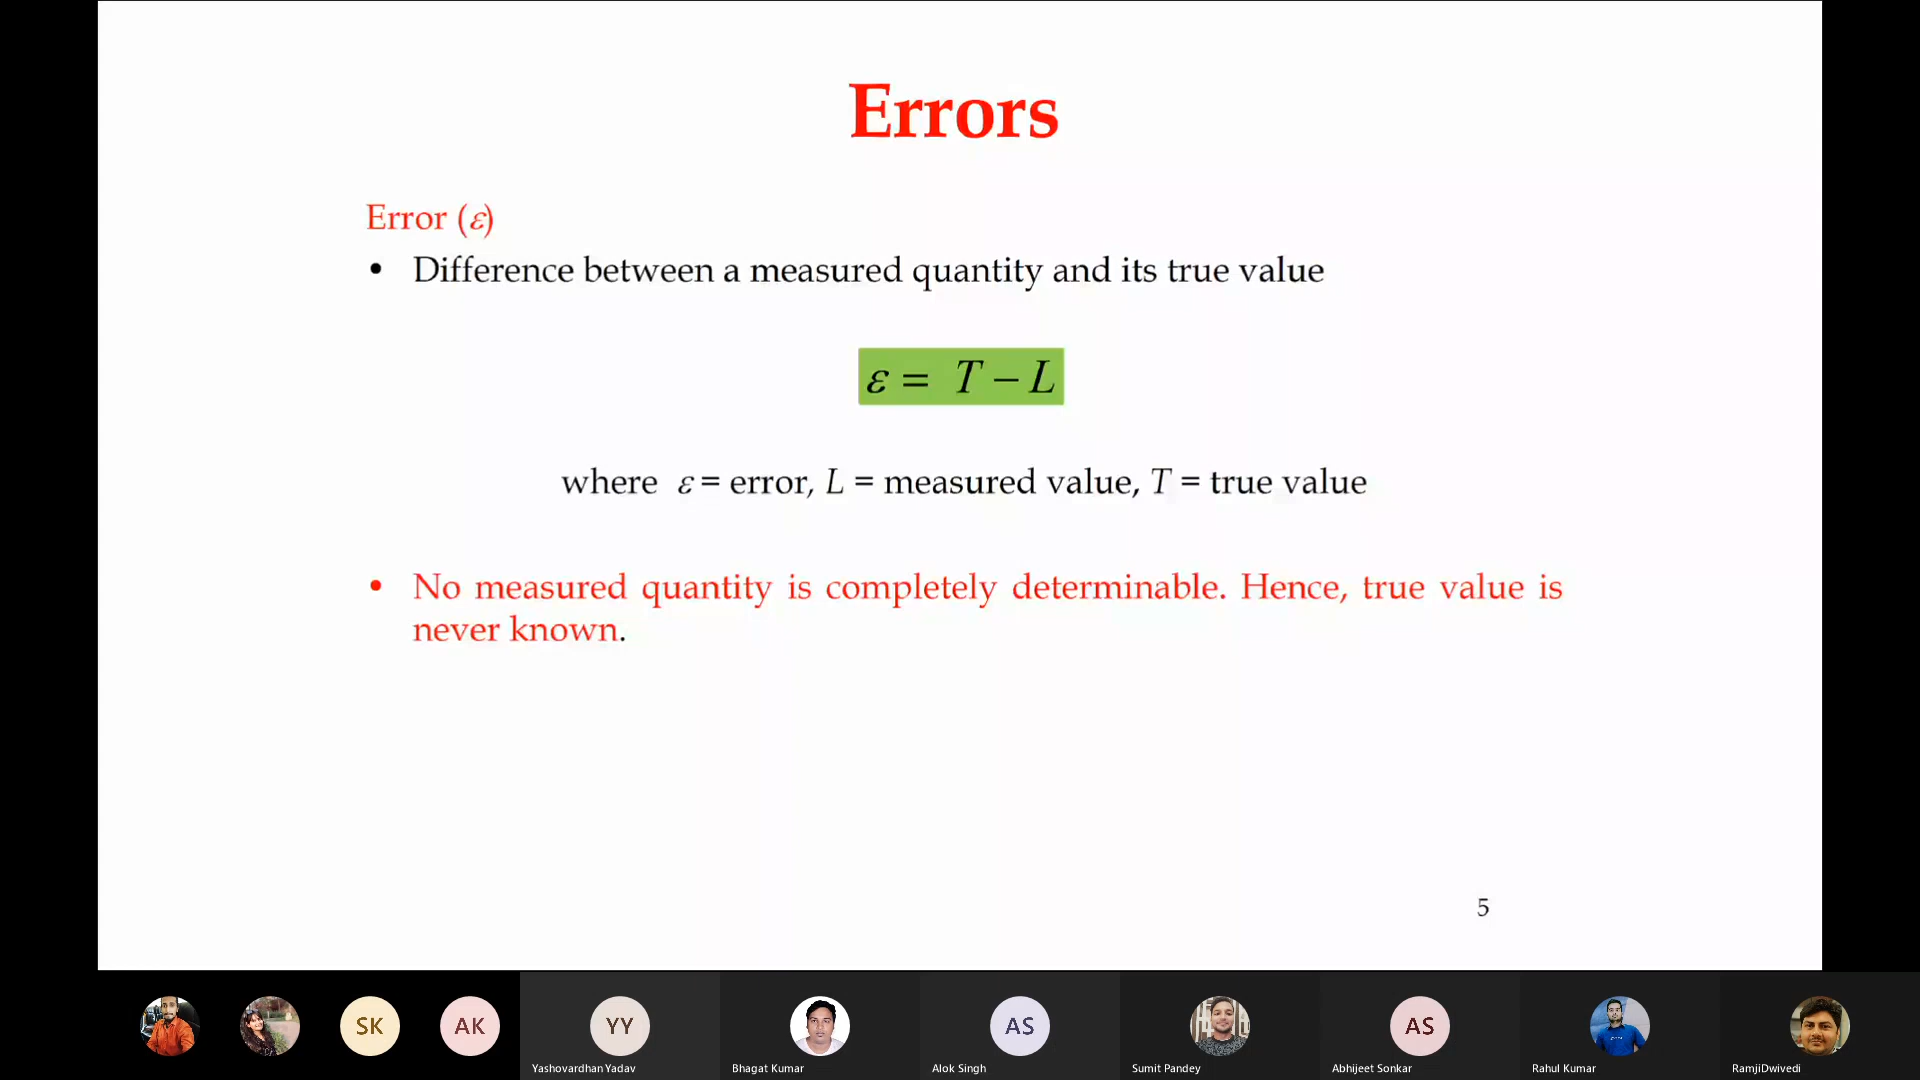 Errors
Error (ε)
• Difference between a measured quantity and its true value
ε = T − L
where ε = error, L = measured value, T = true value
• No measured quantity is completely determinable. Hence, true value is
never known.
5
SK AK YY AS AS
Yashovardhan Yadav Bhagat Kumar Alok Singh Sumit Pandey Abhijeet Sonkar Rahul Kumar RamjiDwivedi